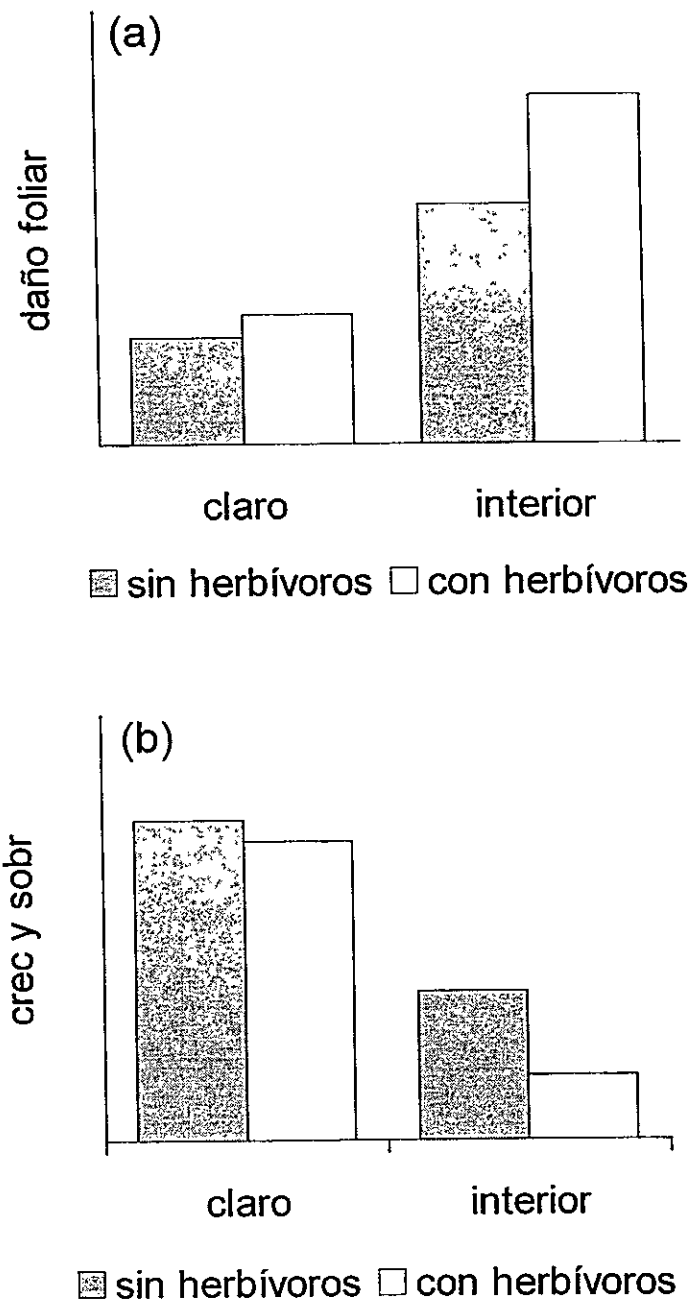 (a)
daño foliar
claro interior
sin herbívoros con herbívoros
(b)
crec y sobr
claro interior
sin herbívoros con herbívoros